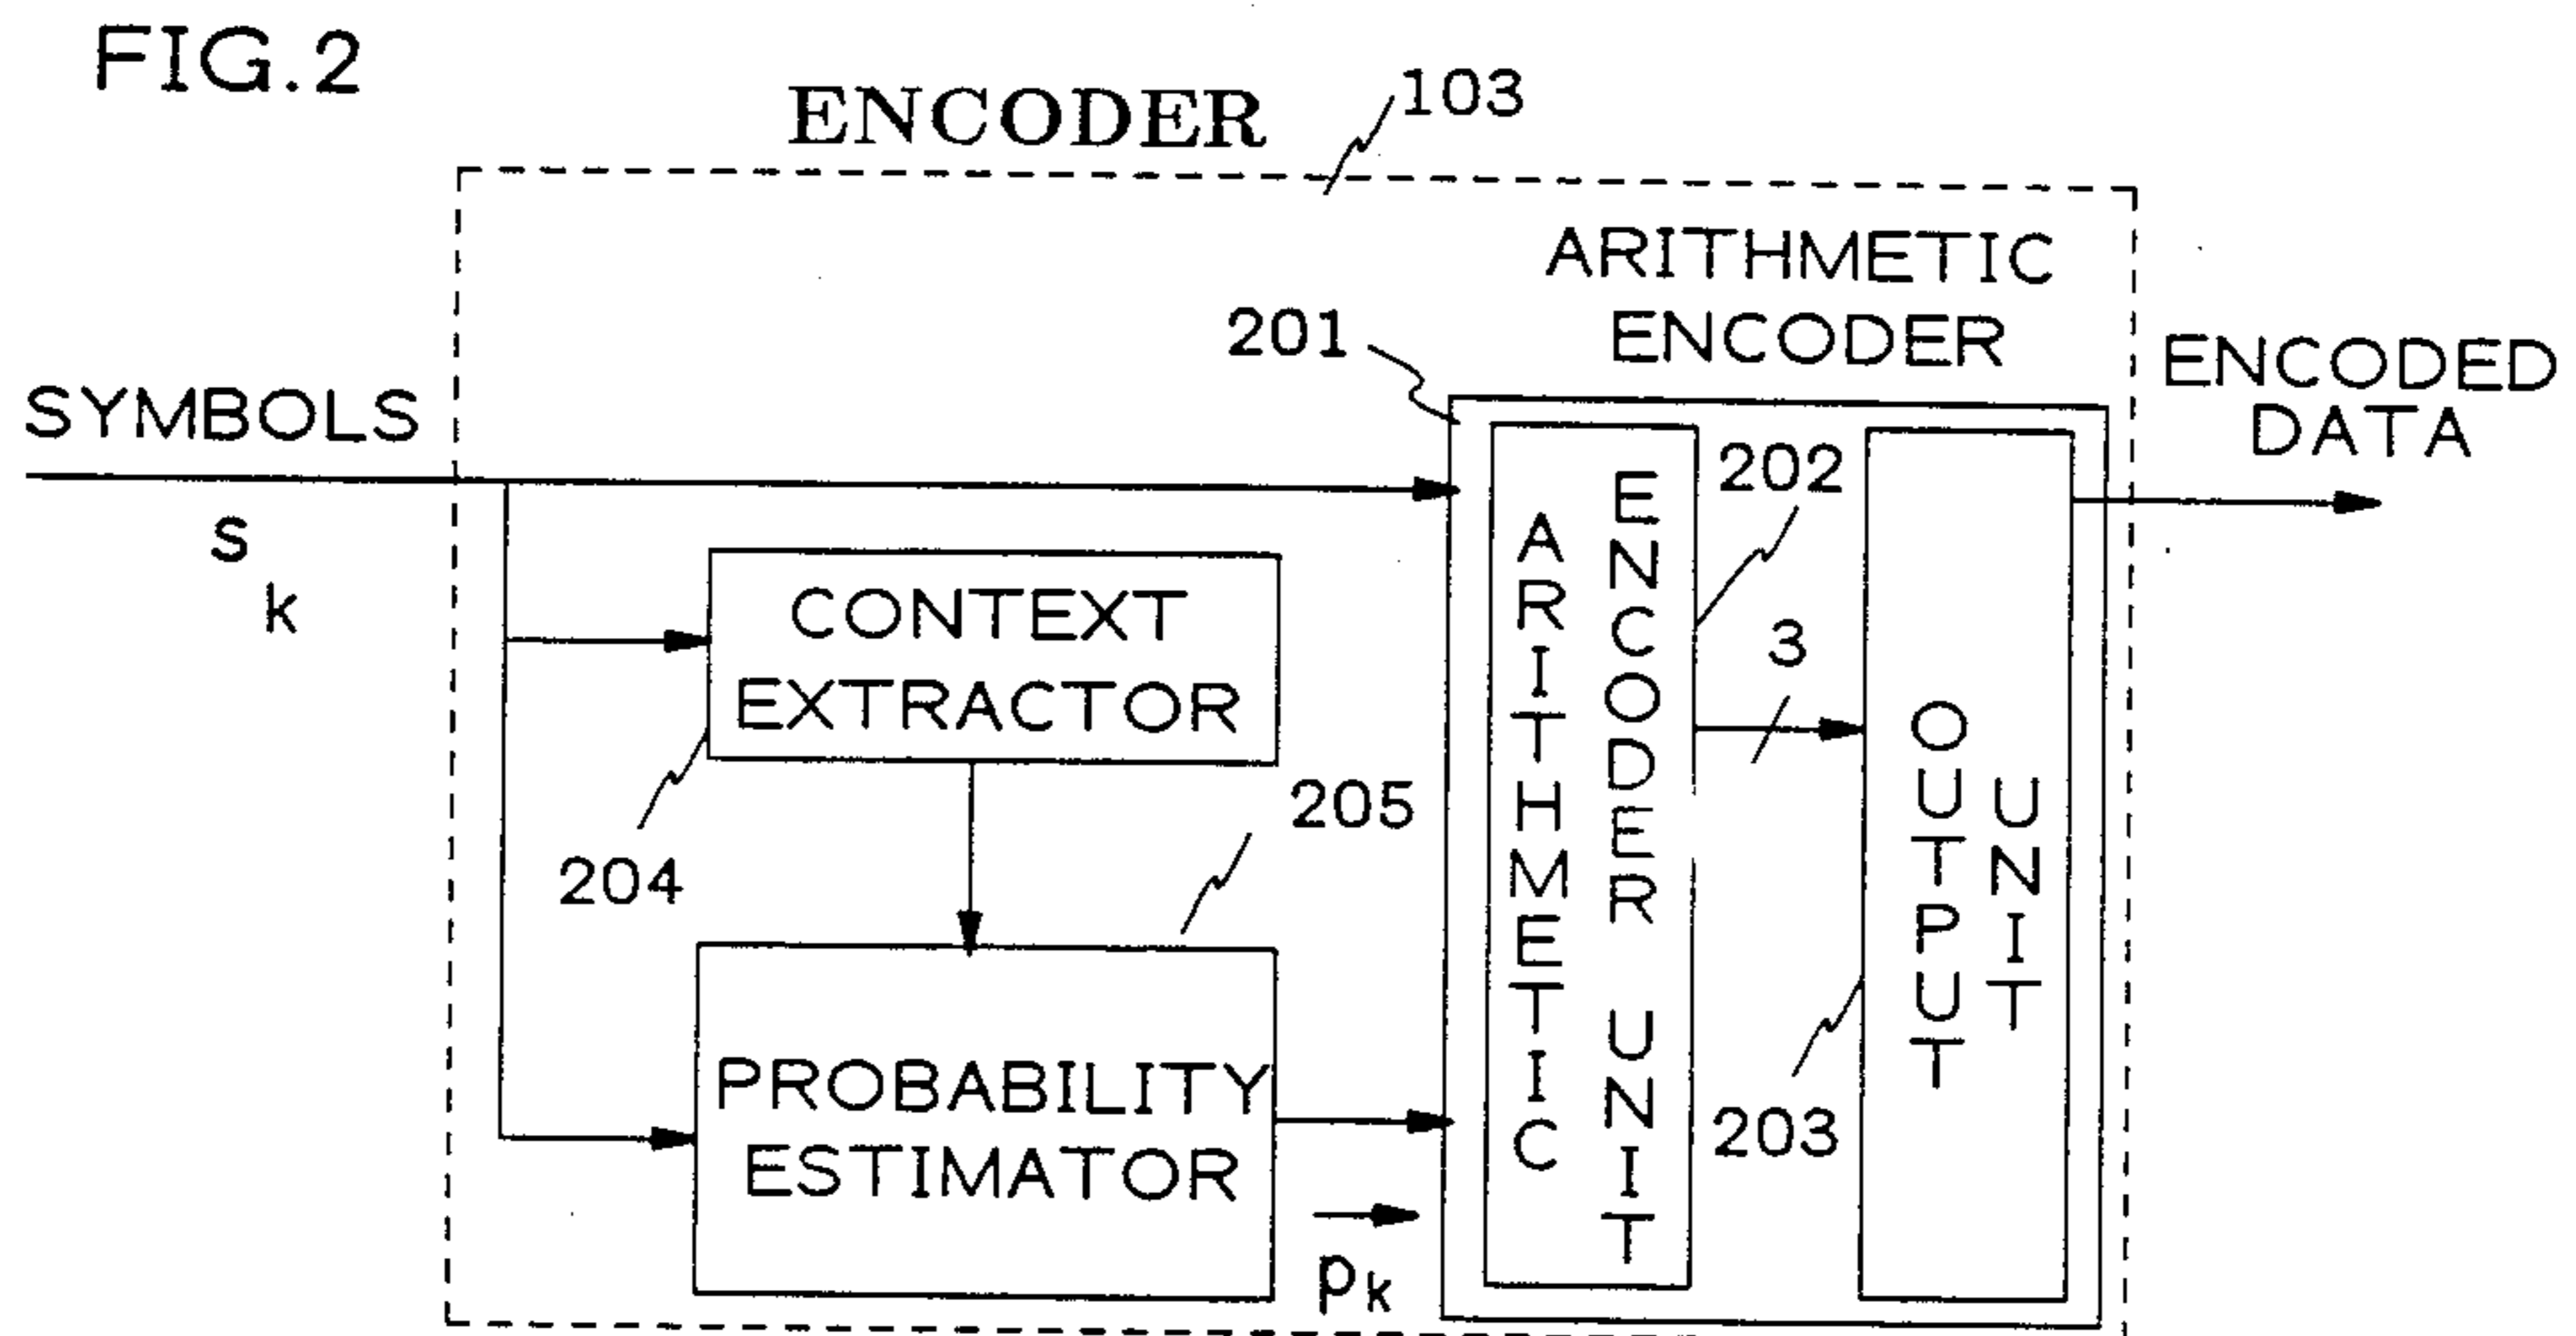 FIG.2
ENCODER
103
ARITHMETIC
ENCODER
201
ENCODED
DATA
SYMBOLS
s
k
202
CONTEXT
EXTRACTOR
204
205
PROBABILITY
ESTIMATOR
pk
ARITHMETIC
ENCODER UNIT
3
203
OUTPUT
UNIT